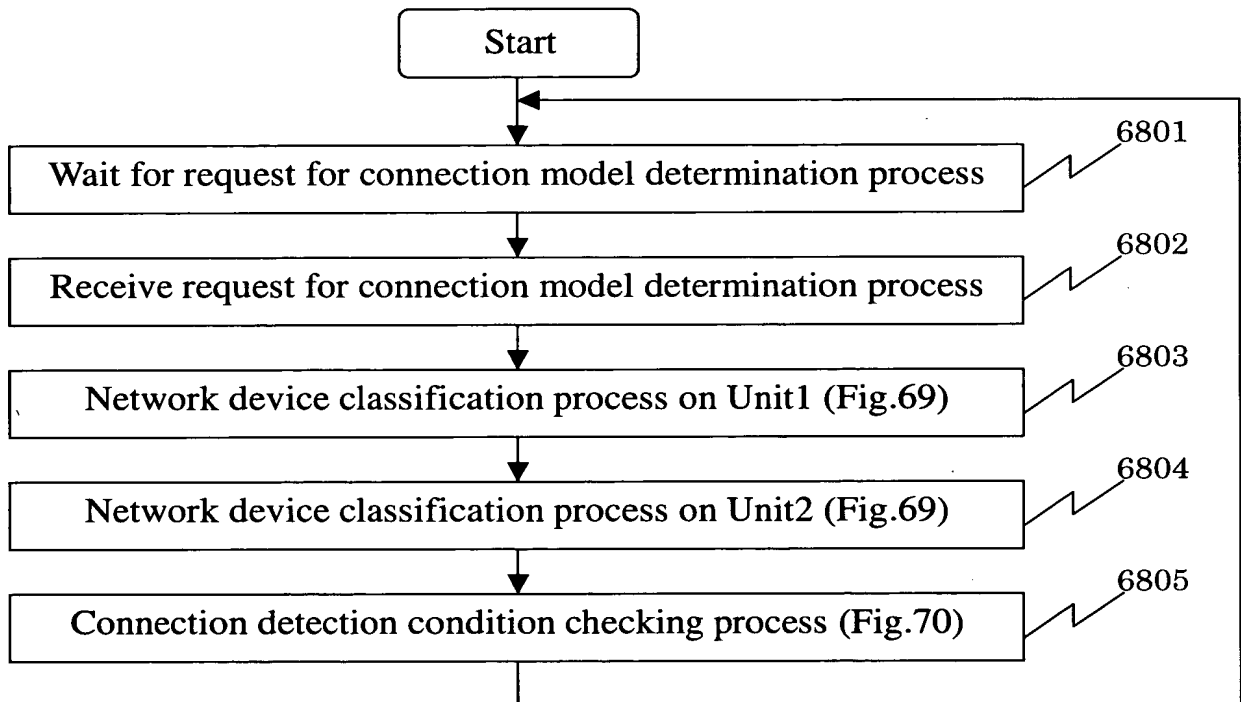 Start
6801
Wait for request for connection model determination process
6802
Receive request for connection model determination process
6803
Network device classification process on Unit1 (Fig.69)
6804
Network device classification process on Unit2 (Fig.69)
6805
Connection detection condition checking process (Fig.70)